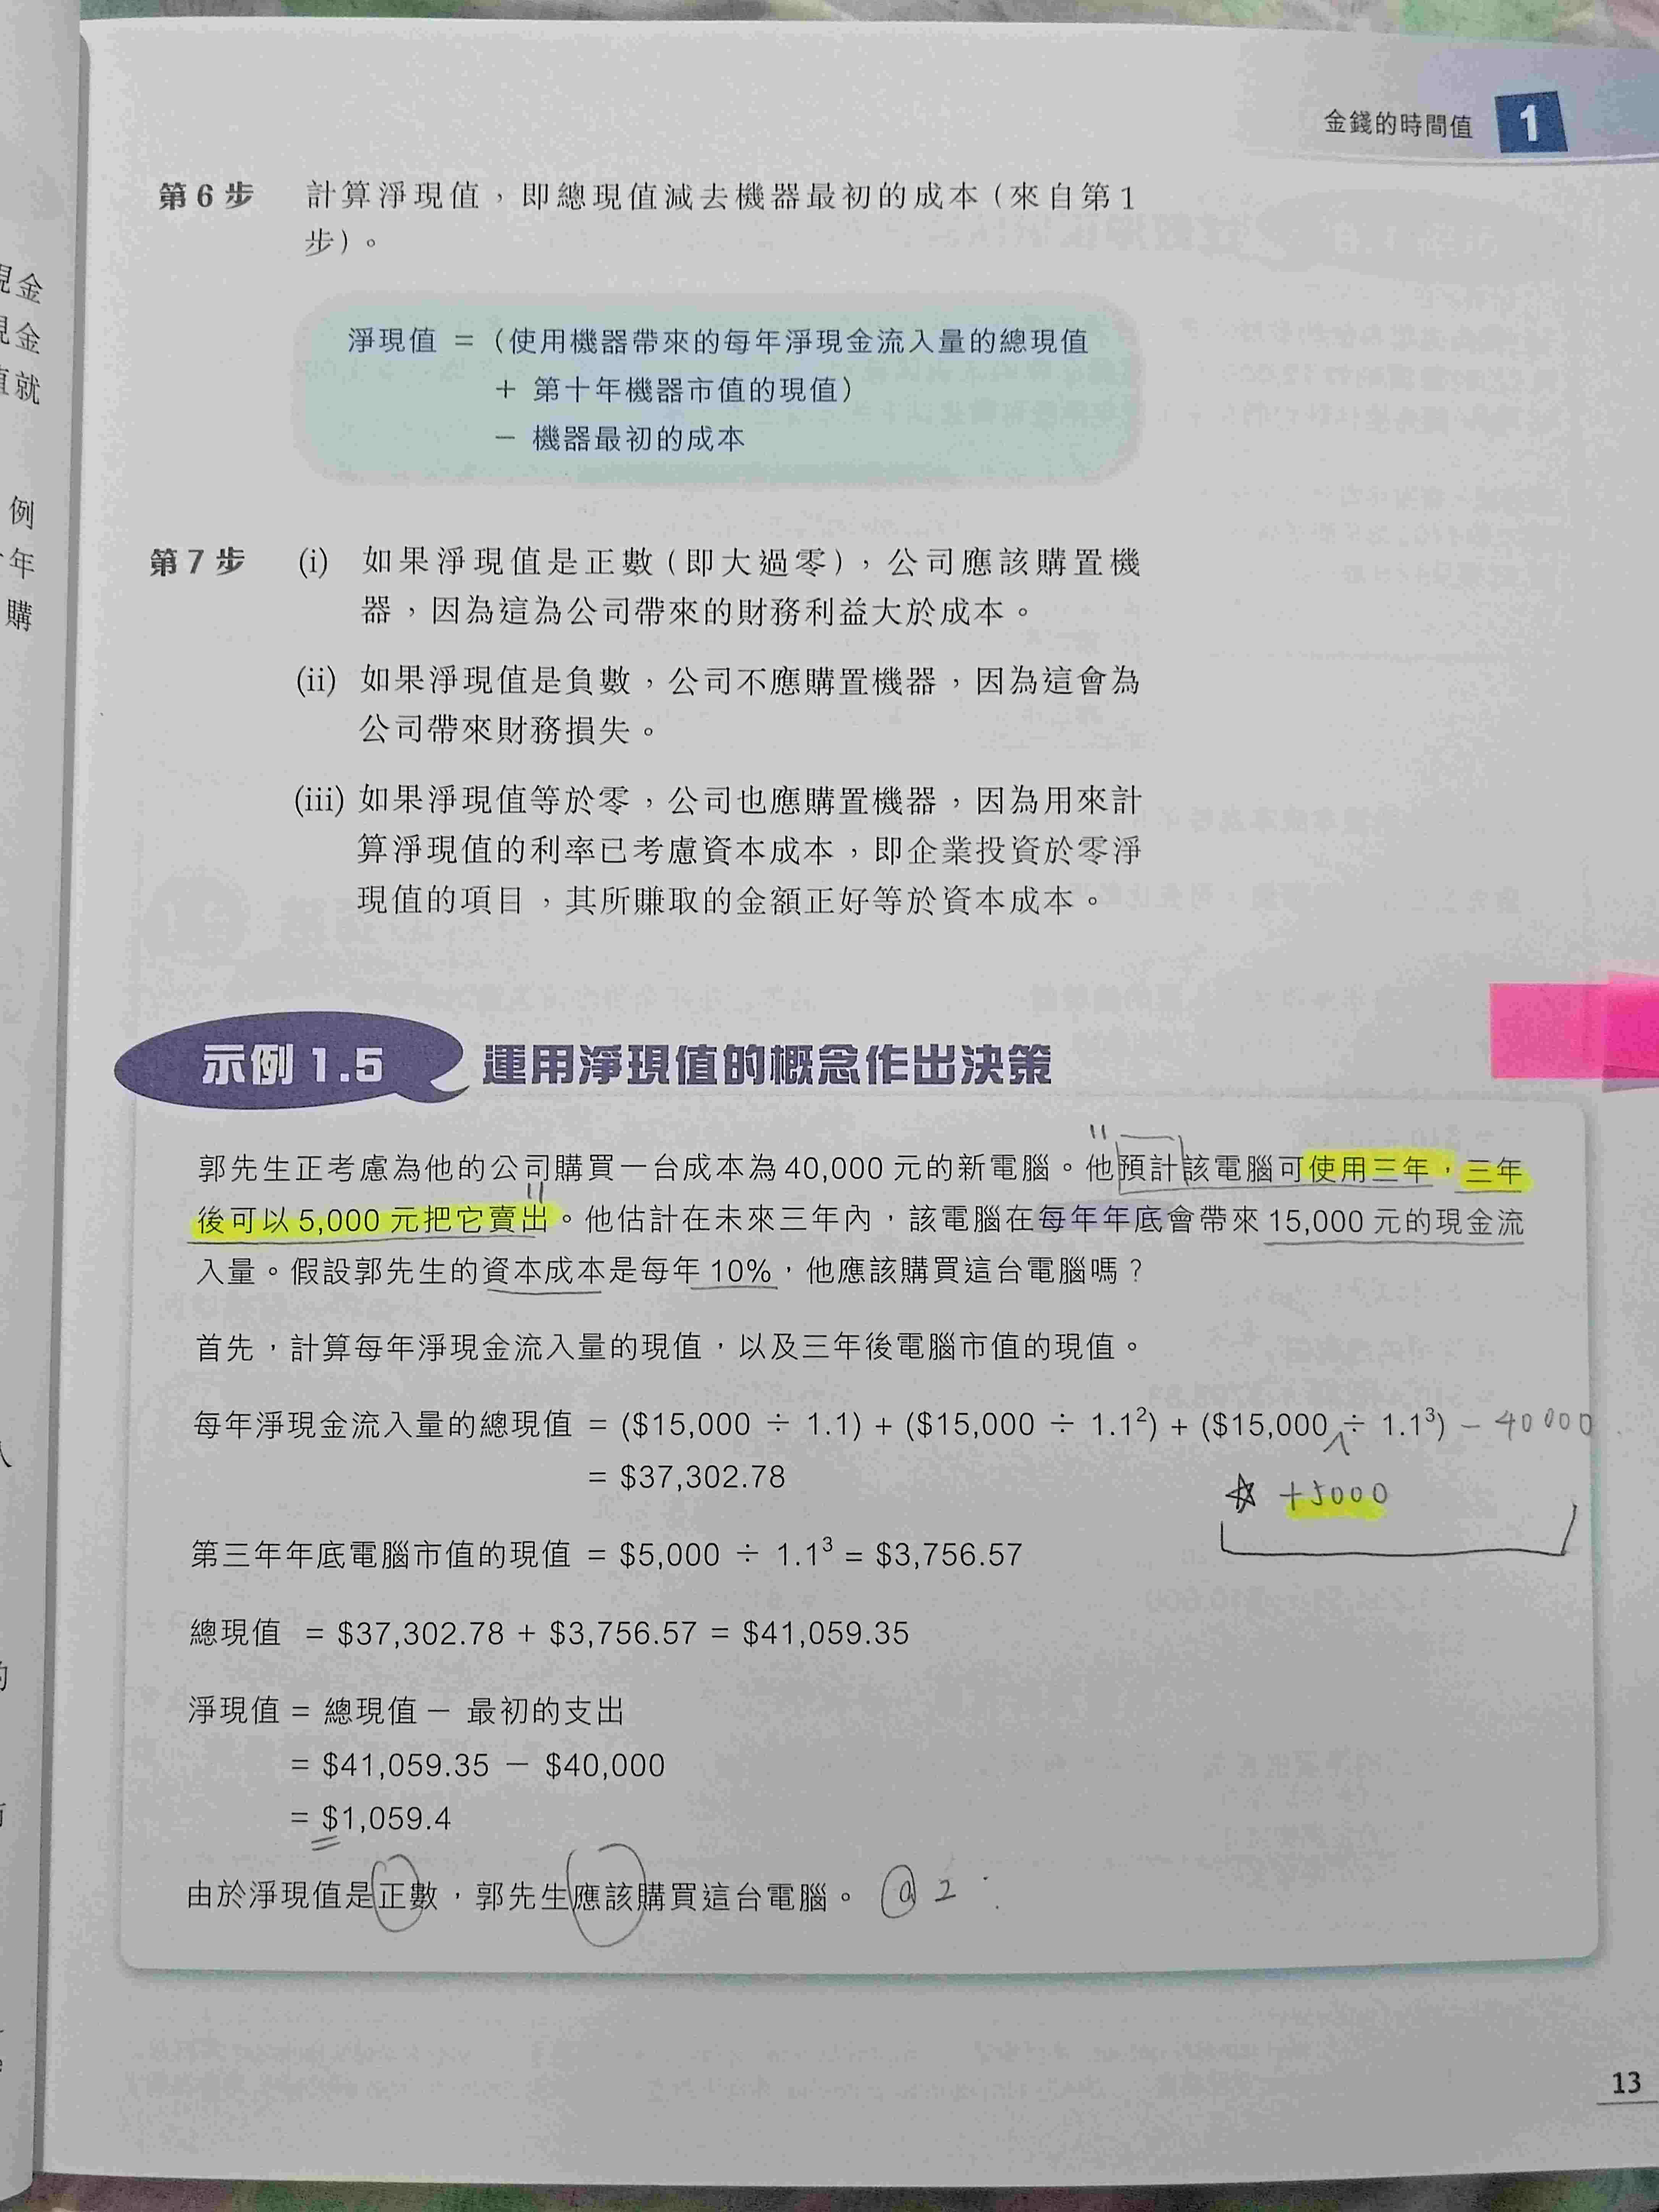 金錢的時間值 1
第 6 步 計算淨現值，即總現值減去機器最初的成本（來自第 1
步）。
淨現值 =（使用機器帶來的每年淨現金流入量的總現值
+ 第十年機器市值的現值）
− 機器最初的成本
第 7 步 (i) 如果淨現值是正數（即大過零），公司應該購置機
器，因為這為公司帶來的財務利益大於成本。
(ii) 如果淨現值是負數，公司不應購置機器，因為這會為
公司帶來財務損失。
(iii) 如果淨現值等於零，公司也應購置機器，因為用來計
算淨現值的利率已考慮資本成本，即企業投資於零淨
現值的項目，其所賺取的金額正好等於資本成本。
示例 1.5 運用淨現值的概念作出決策
郭先生正考慮為他的公司購買一台成本為 40,000 元的新電腦。他預計該電腦可使用三年，三年
後可以 5,000 元把它賣出。他估計在未來三年內，該電腦在每年年底會帶來 15,000 元的現金流
入量。假設郭先生的資本成本是每年 10%，他應該購買這台電腦嗎？
首先，計算每年淨現金流入量的現值，以及三年後電腦市值的現值。
每年淨現金流入量的總現值 = ($15,000 ÷ 1.1) + ($15,000 ÷ 1.1²) + ($15,000 ÷ 1.1³) − 40000
= $37,302.78
☆ +5000
第三年年底電腦市值的現值 = $5,000 ÷ 1.1³ = $3,756.57
總現值 = $37,302.78 + $3,756.57 = $41,059.35
淨現值 = 總現值 − 最初的支出
= $41,059.35 − $40,000
= $1,059.4
由於淨現值是正數，郭先生應該購買這台電腦。
13
現金
現金
值就
例
年
購